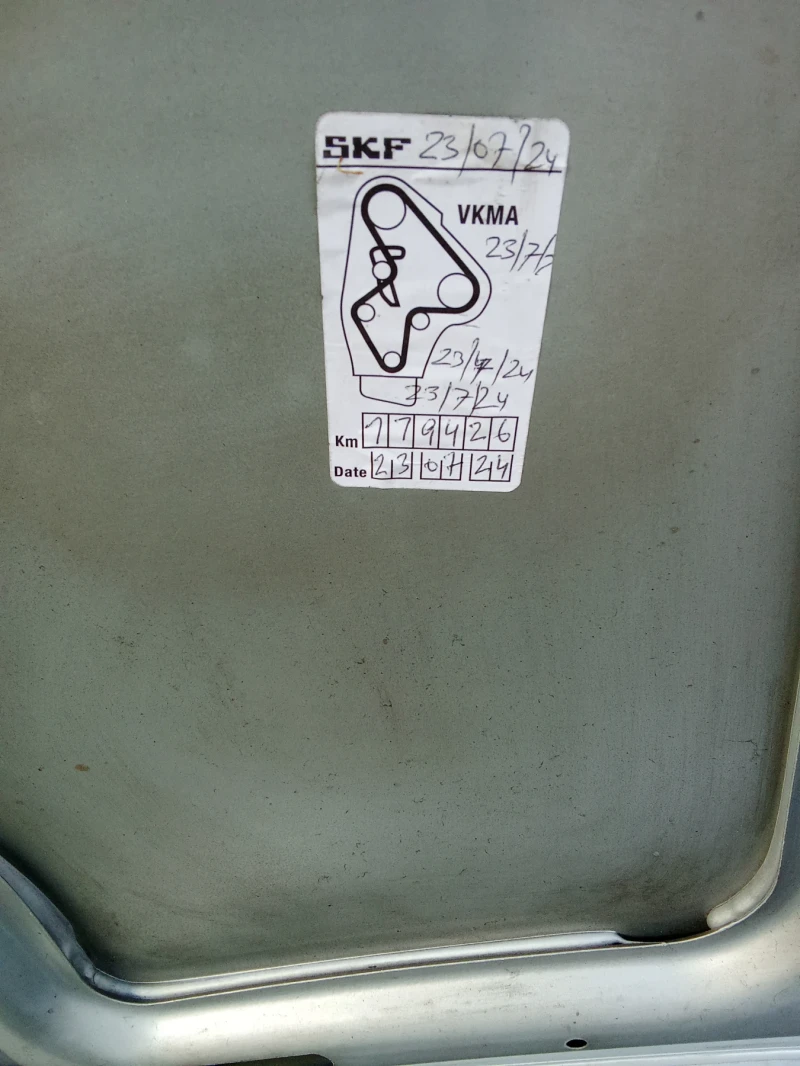 SKF 23/07/24
VKMA
23/7/2
23/7/24
23/7/24
Km 179426
Date 23 07 24